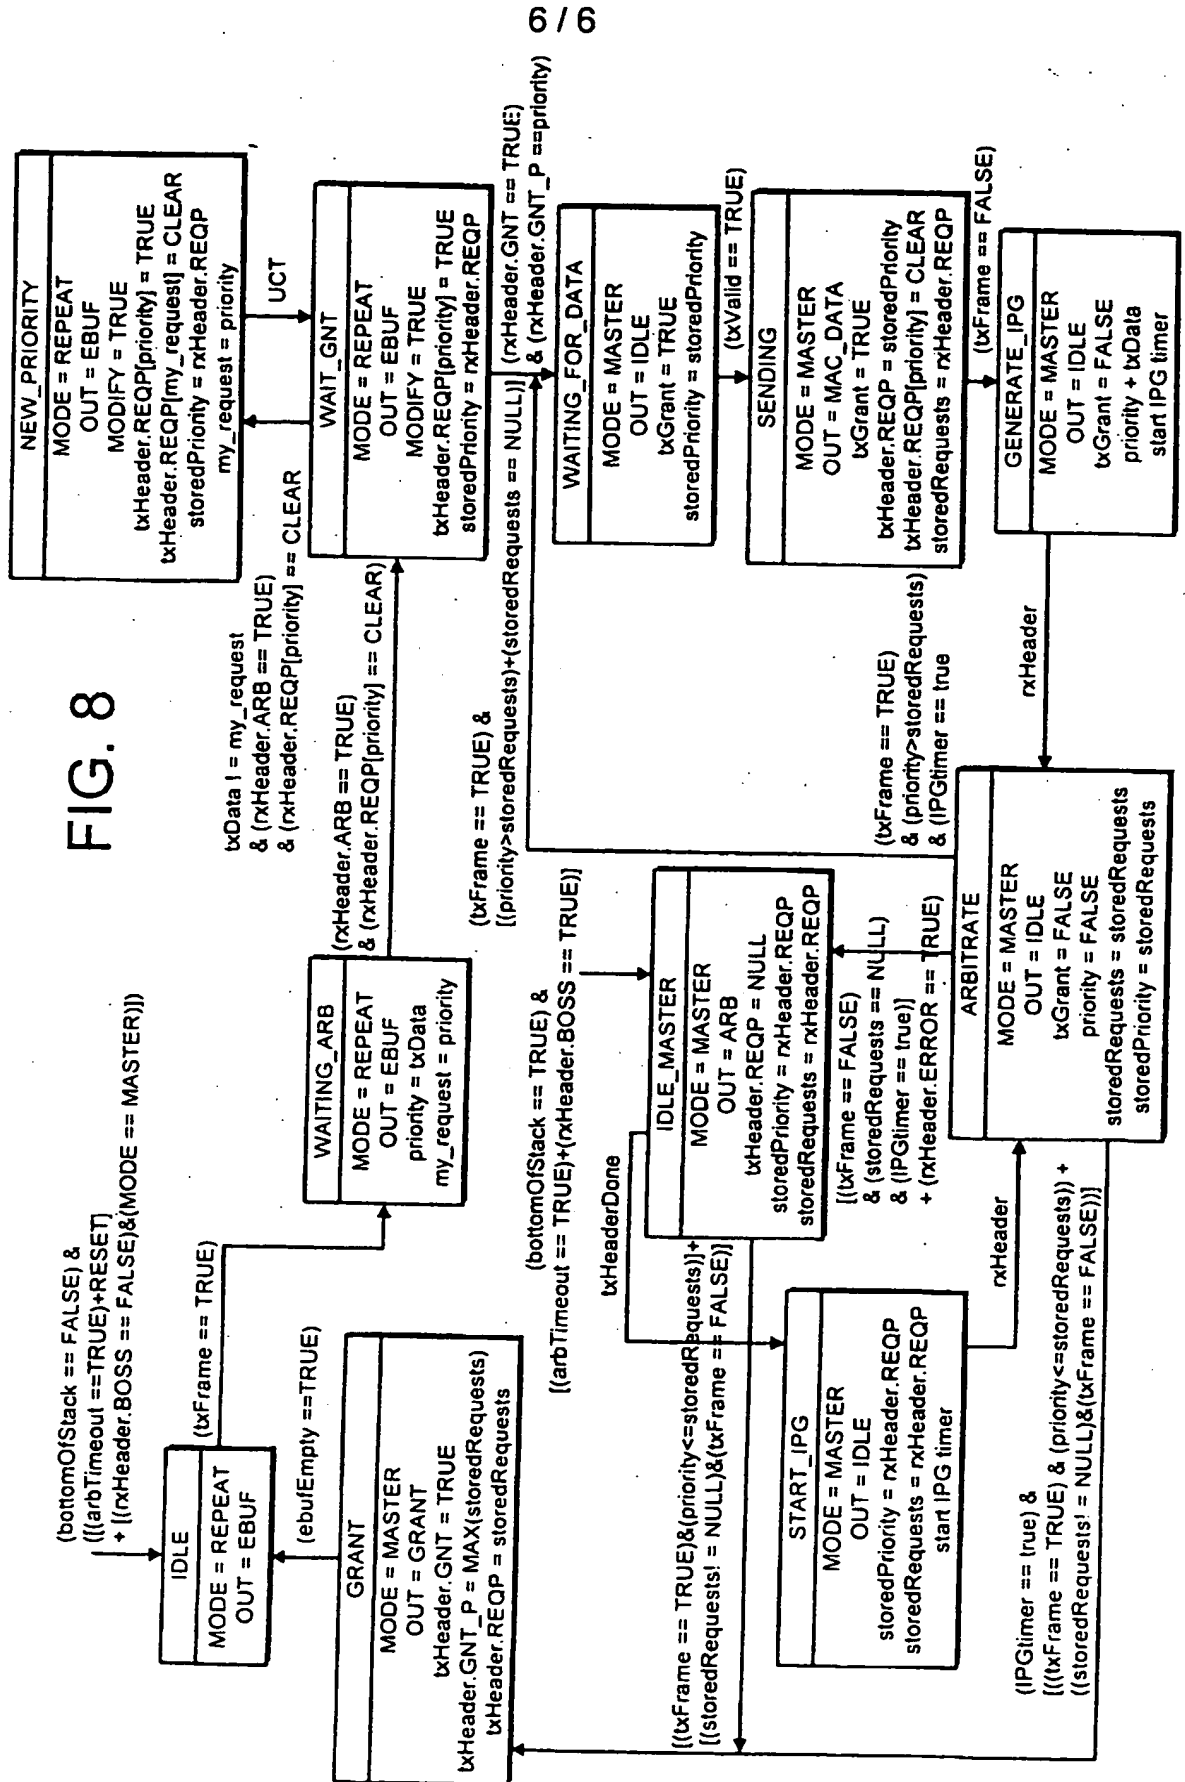 6 / 6
FIG. 8
(bottomOfStack == FALSE) &
([(arbTimeout ==TRUE)+RESET]
+ [(rxHeader.BOSS == FALSE)&(MODE == MASTER)])
IDLE
MODE = REPEAT
OUT = EBUF
(txFrame == TRUE)
(ebufEmpty ==TRUE)
GRANT
MODE = MASTER
OUT = GRANT
txHeader.GNT = TRUE
txHeader.GNT_P = MAX(storedRequests)
txHeader.REQP = storedRequests
WAITING_ARB
MODE = REPEAT
OUT = EBUF
priority = txData
my_request = priority
(rxHeader.ARB == TRUE)
& (rxHeader.REQP[priority] == CLEAR)
NEW_PRIORITY
MODE = REPEAT
OUT = EBUF
MODIFY = TRUE
txHeader.REQP[priority] = TRUE
txHeader.REQP[my_request] = CLEAR
storedPriority = rxHeader.REQP
my_request = priority
UCT
txData ! = my_request
& (rxHeader.ARB == TRUE)
& (rxHeader.REQP[priority] == CLEAR
WAIT_GNT
MODE = REPEAT
OUT = EBUF
MODIFY = TRUE
txHeader.REQP[priority] = TRUE
storedPriority = rxHeader.REQP
(rxHeader.GNT == TRUE)
& (rxHeader.GNT_P ==priority)
(txFrame == TRUE) &
[(priority>storedRequests)+(storedRequests == NULL)]
WAITING_FOR_DATA
MODE = MASTER
OUT = IDLE
txGrant = TRUE
storedPriority = storedPriority
(txValid == TRUE)
SENDING
MODE = MASTER
OUT = MAC_DATA
txGrant = TRUE
txHeader.REQP = storedPriority
txHeader.REQP[priority] = CLEAR
storedRequests = rxHeader.REQP
(txFrame == FALSE)
GENERATE_IPG
MODE = MASTER
OUT = IDLE
txGrant = FALSE
priority + txData
start IPG timer
rxHeader
(txFrame == TRUE)
& (priority>storedRequests)
& (IPGtimer == true
(bottomOfStack == TRUE) &
[(arbTimeout == TRUE)+(rxHeader.BOSS == TRUE)]
IDLE_MASTER
MODE = MASTER
OUT = ARB
txHeader.REQP = NULL
storedPriority = rxHeader.REQP
storedRequests = rxHeader.REQP
txHeaderDone
[(txFrame == FALSE)
& (storedRequests == NULL)
& (IPGtimer == true)]
+ (rxHeader.ERROR == TRUE)
ARBITRATE
MODE = MASTER
OUT = IDLE
txGrant = FALSE
priority = FALSE
storedRequests = storedRequests
storedPriority = storedRequests
[(txFrame == TRUE)&(priority<=storedRequests)]+
[(storedRequests! = NULL)&(txFrame == FALSE)]
START_IPG
MODE = MASTER
OUT = IDLE
storedPriority = rxHeader.REQP
storedRequests = rxHeader.REQP
start IPG timer
rxHeader
(IPGtimer == true) &
[((txFrame == TRUE) & (priority<=storedRequests)) +
((storedRequests! = NULL)&(txFrame == FALSE))]